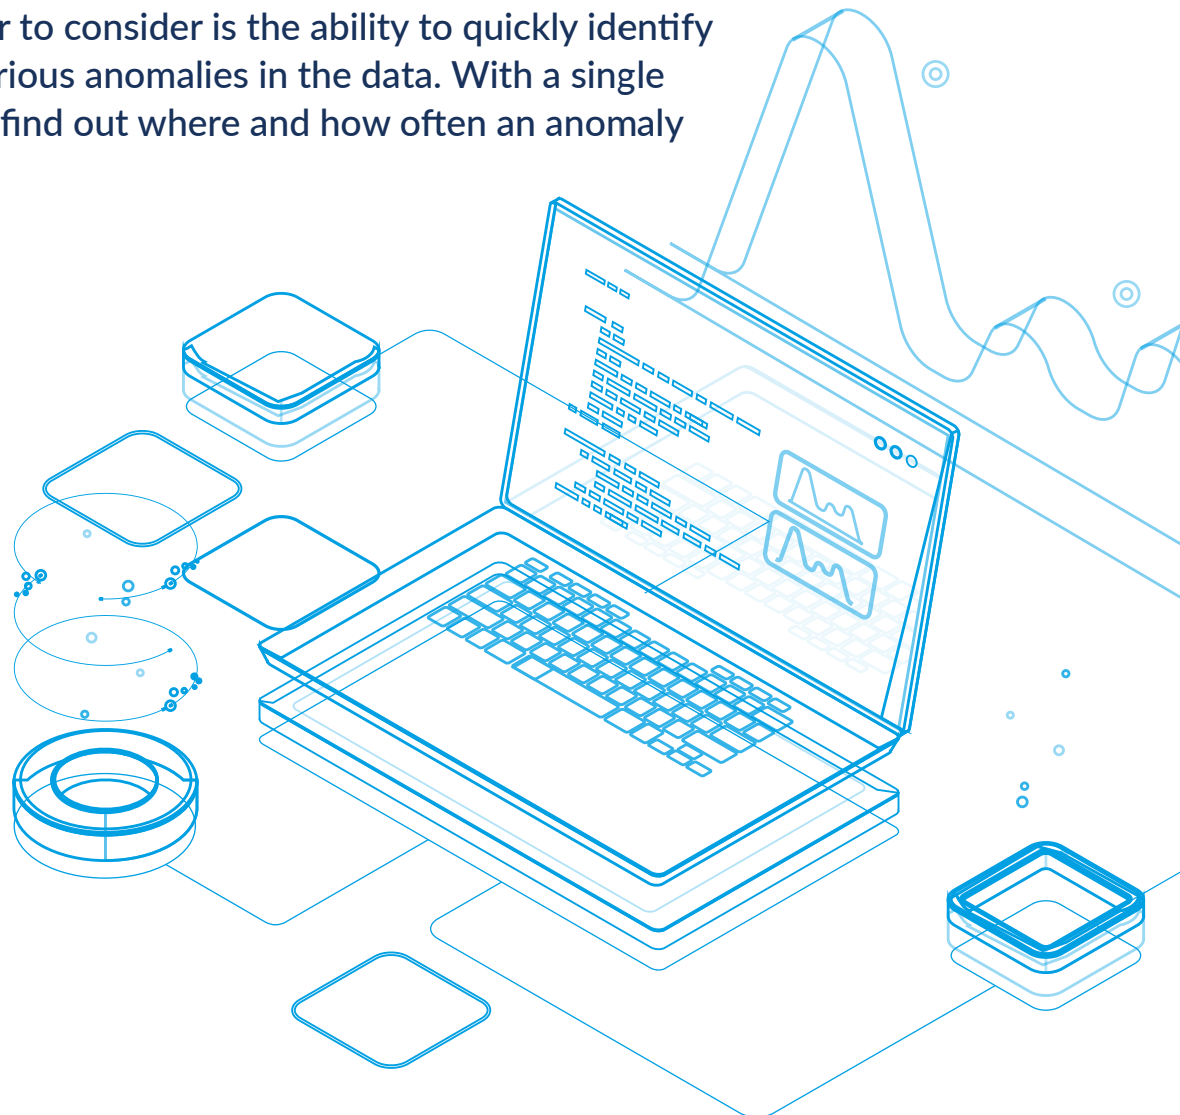 to consider is the ability to quickly identify
anomalies in the data. With a single
find out where and how often an anomaly